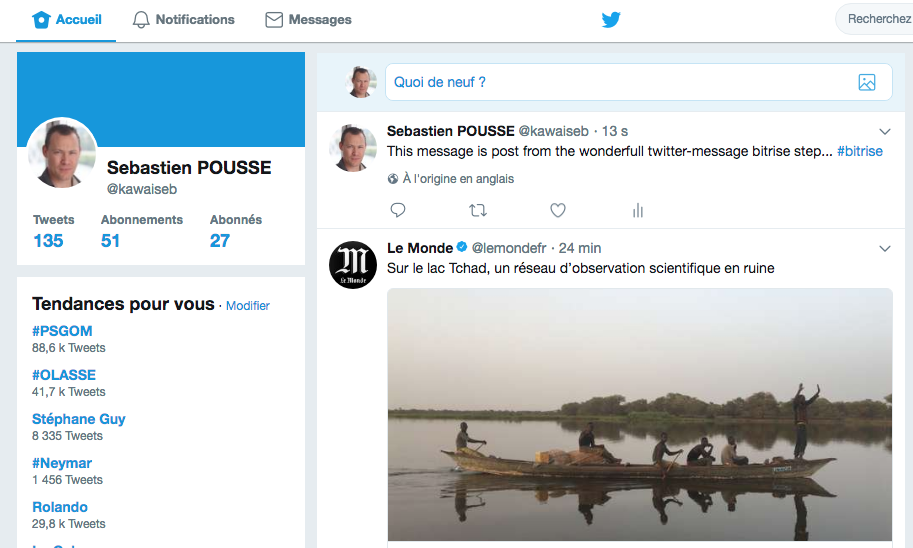 Accueil
Notifications
Messages
Recherchez
Quoi de neuf ?
Sebastien POUSSE
@kawaiseb
Tweets
135
Abonnements
51
Abonnés
27
Tendances pour vous · Modifier
#PSGOM
88,6 k Tweets
#OLASSE
41,7 k Tweets
Stéphane Guy
8 335 Tweets
#Neymar
1 456 Tweets
Rolando
29,8 k Tweets
Sebastien POUSSE @kawaiseb · 13 s
This message is post from the wonderfull twitter-message bitrise step... #bitrise
À l'origine en anglais
Le Monde @lemondefr · 24 min
Sur le lac Tchad, un réseau d'observation scientifique en ruine
M
Le Monde